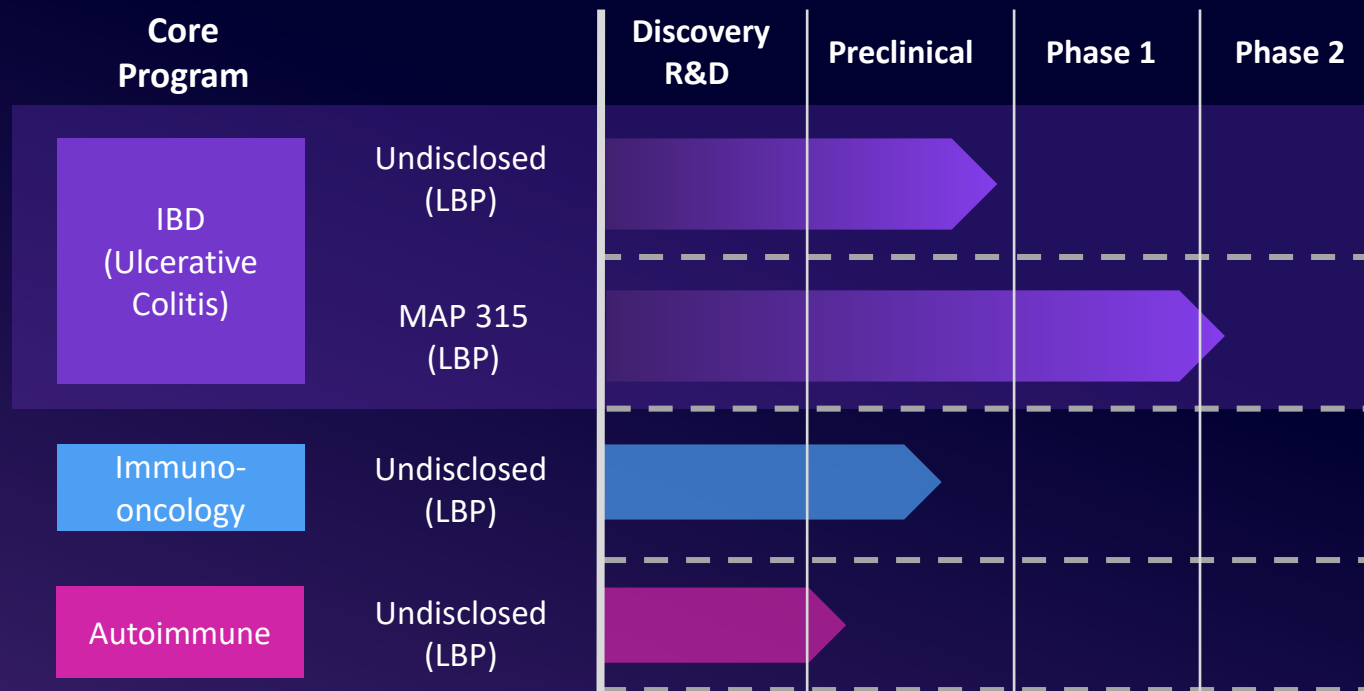 Core
Program
Discovery
R&D
Preclinical
Phase 1
Phase 2
IBD
(Ulcerative
Colitis)
Undisclosed
(LBP)
MAP 315
(LBP)
Immuno-
oncology
Undisclosed
(LBP)
Autoimmune
Undisclosed
(LBP)